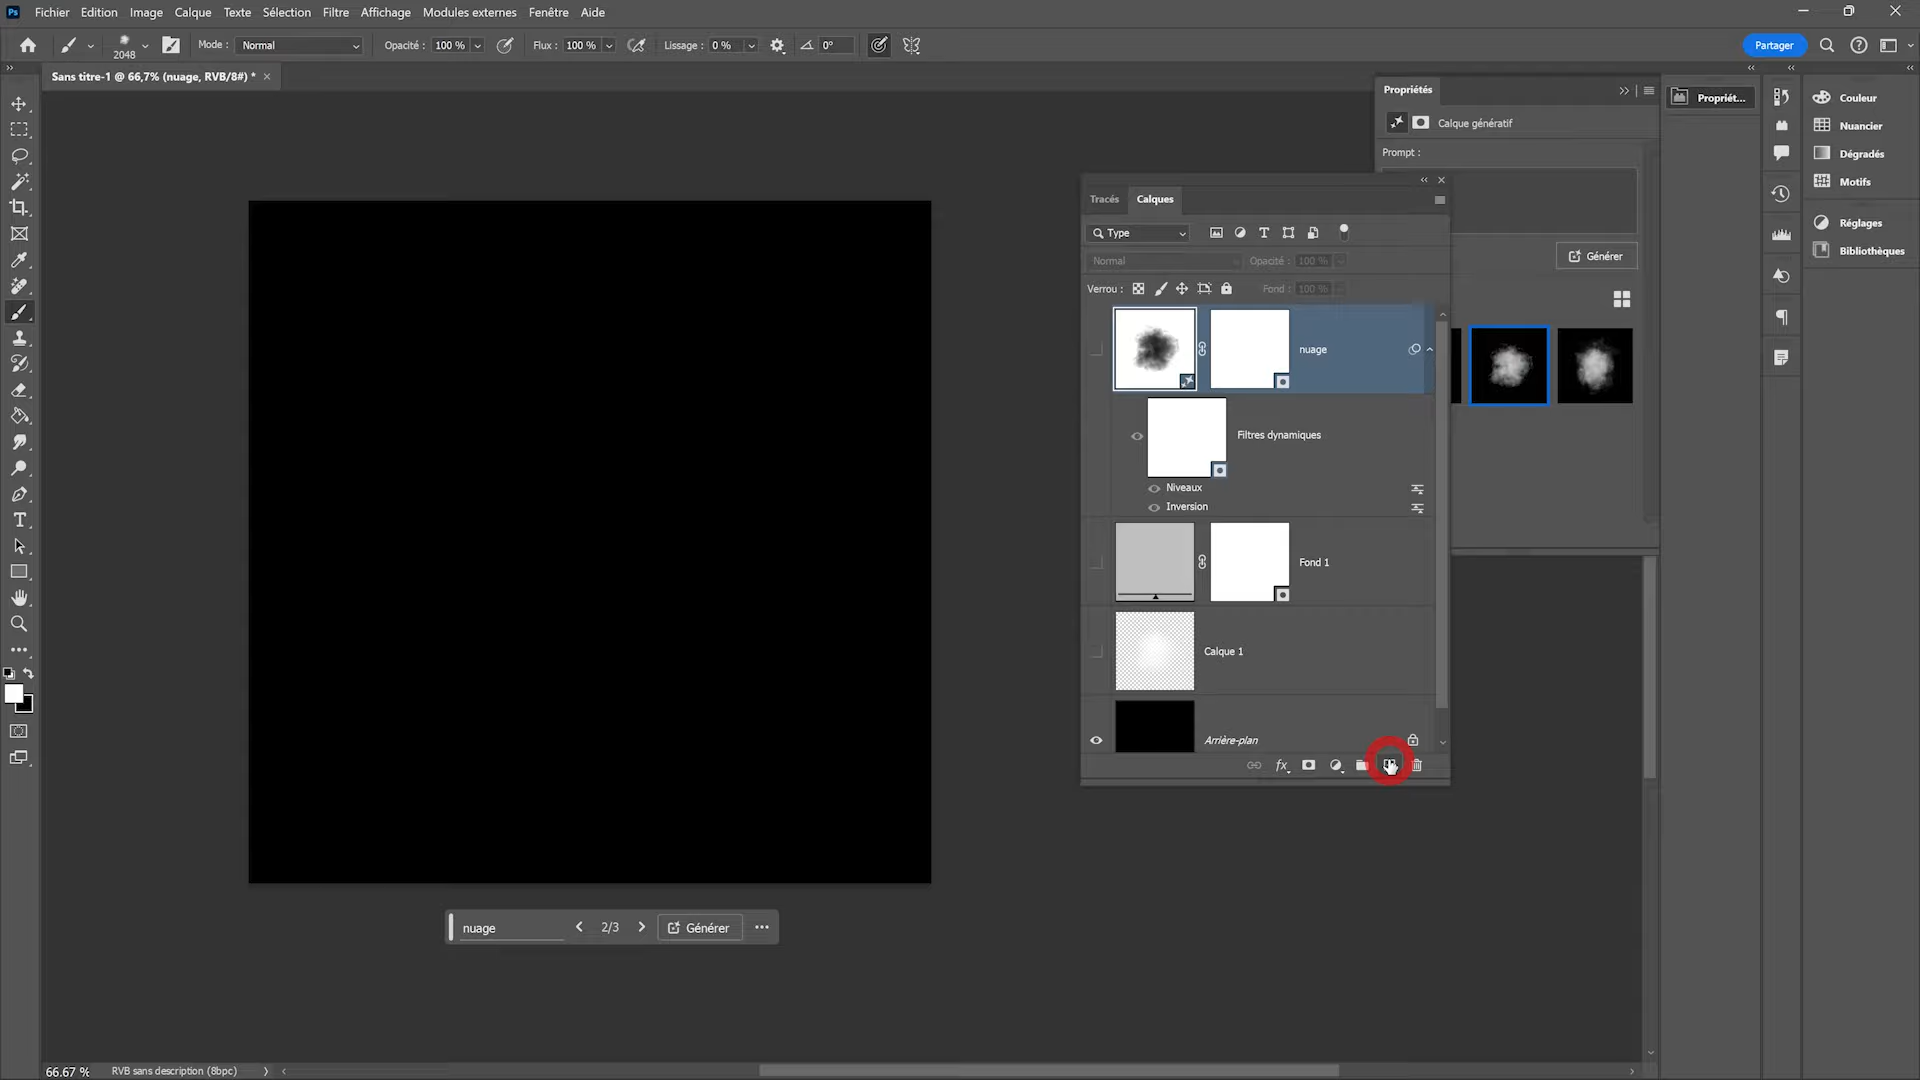 Ps Fichier Edition Image Calque Texte Sélection Filtre Affichage Modules externes Fenêtre Aide
2048 Mode : Normal Opacité : 100 % Flux : 100 % Lissage : 0 % 0° Partager
Sans titre-1 @ 66,7% (nuage, RVB/8#) *
Propriétés
Propriét...
Couleur
Calque génératif
Nuancier
Prompt :
Dégradés
Motifs
Tracés Calques
Réglages
Type
Bibliothèques
Générer
Normal Opacité : 100 %
Verrou : Fond : 100 %
nuage
Filtres dynamiques
Niveaux
Inversion
Fond 1
Calque 1
Arrière-plan
fx
nuage 2/3 Générer
66.67 % RVB sans description (8bpc)